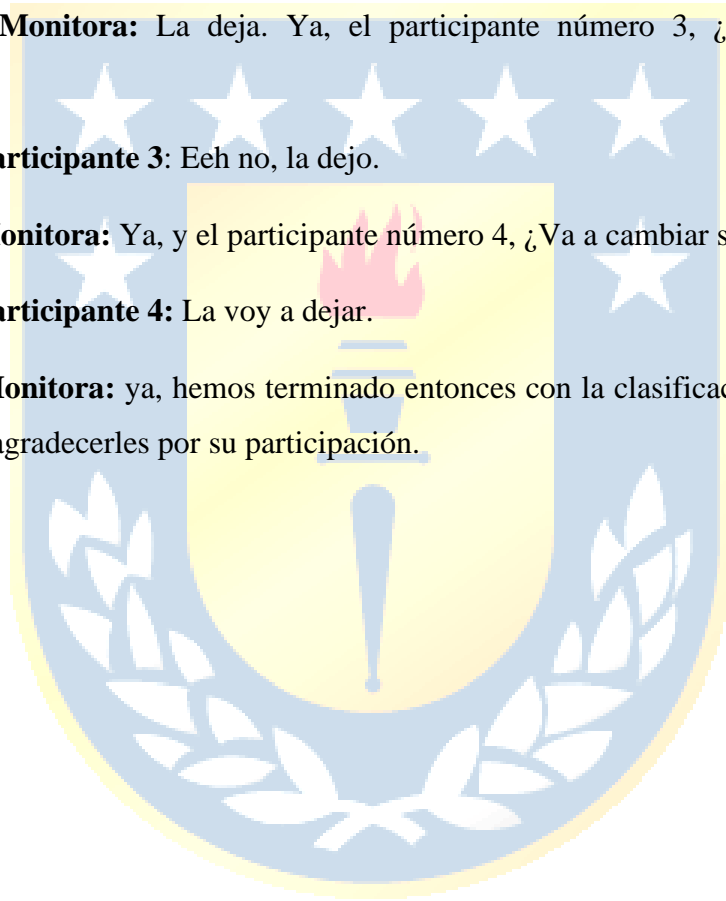 Monitora: La deja. Ya, el participante número 3, ¿
articipante 3: Eeh no, la dejo.
onitora: Ya, y el participante número 4, ¿Va a cambiar s
articipante 4: La voy a dejar.
onitora: ya, hemos terminado entonces con la clasificac
agradecerles por su participación.